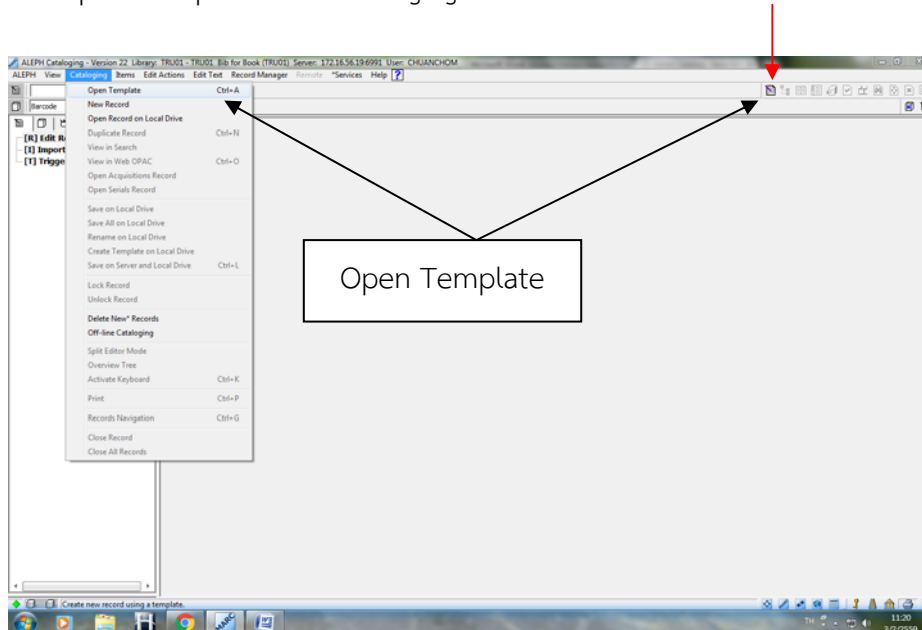 ALEPH Cataloging - Version 22 Library: TRU01 - TRU01 Bib for Book (TRU01) Server: 172.16.56.19:6991 User: CHUANCHOM
ALEPH View Cataloging Items Edit Actions Edit Text Record Manager Remote *Services Help ?
Barcode
Open Template Ctrl+A
New Record
Open Record on Local Drive
Duplicate Record Ctrl+N
View in Search
View in Web OPAC Ctrl+O
Open Acquisitions Record
Open Serials Record
Save on Local Drive
Save All on Local Drive
Rename on Local Drive
Create Template on Local Drive
Save on Server and Local Drive Ctrl+L
Lock Record
Unlock Record
Delete New* Records
Off-line Cataloging
Split Editor Mode
Overview Tree
Activate Keyboard Ctrl+K
Print Ctrl+P
Records Navigation Ctrl+G
Close Record
Close All Records
[R] Edit R
[I] Import
[T] Trigge
Open Template
Create new record using a template.
MARC
TH
11:20
3/2/2559